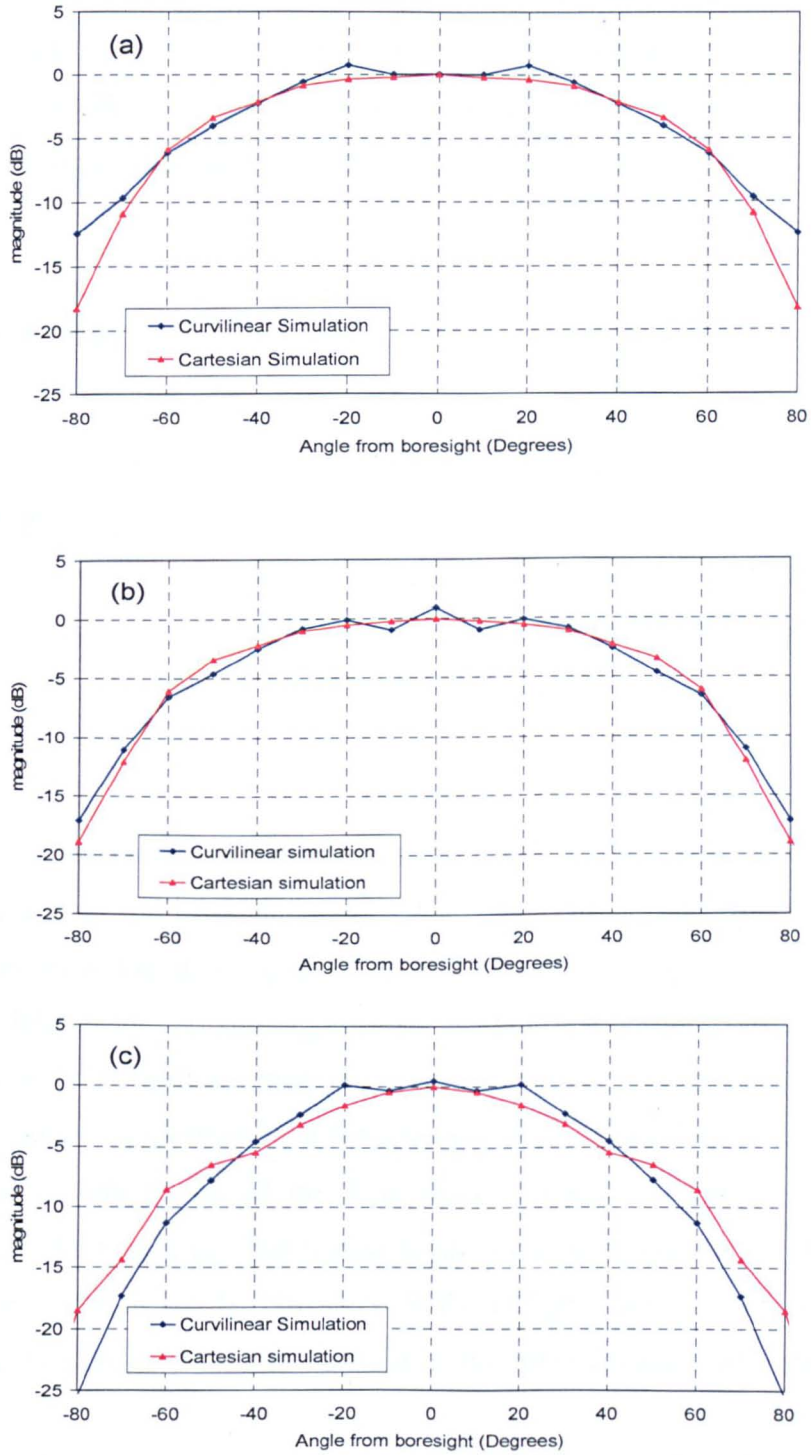 (a)
5
0
-5
-10
-15
-20
-25
magnitude (dB)
Curvilinear Simulation
Cartesian Simulation
-80 -60 -40 -20 0 20 40 60 80
Angle from boresight (Degrees)
(b)
5
0
-5
-10
-15
-20
-25
magnitude (dB)
Curvilinear simulation
Cartesian simulation
-80 -60 -40 -20 0 20 40 60 80
Angle from boresight (Degrees)
(c)
5
0
-5
-10
-15
-20
-25
magnitude (dB)
Curvilinear Simulation
Cartesian simulation
-80 -60 -40 -20 0 20 40 60 80
Angle from boresight (Degrees)